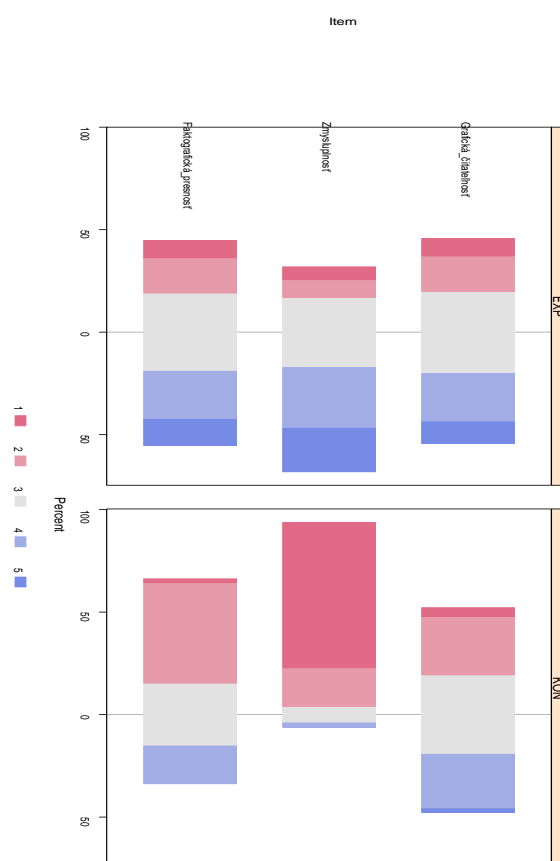 Item
Faktografická_presnosť
Zmysluplnosť
Grafická_čitateľnosť
EXP
100
50
0
50
KON
100
50
0
50
Percent
1
2
3
4
5